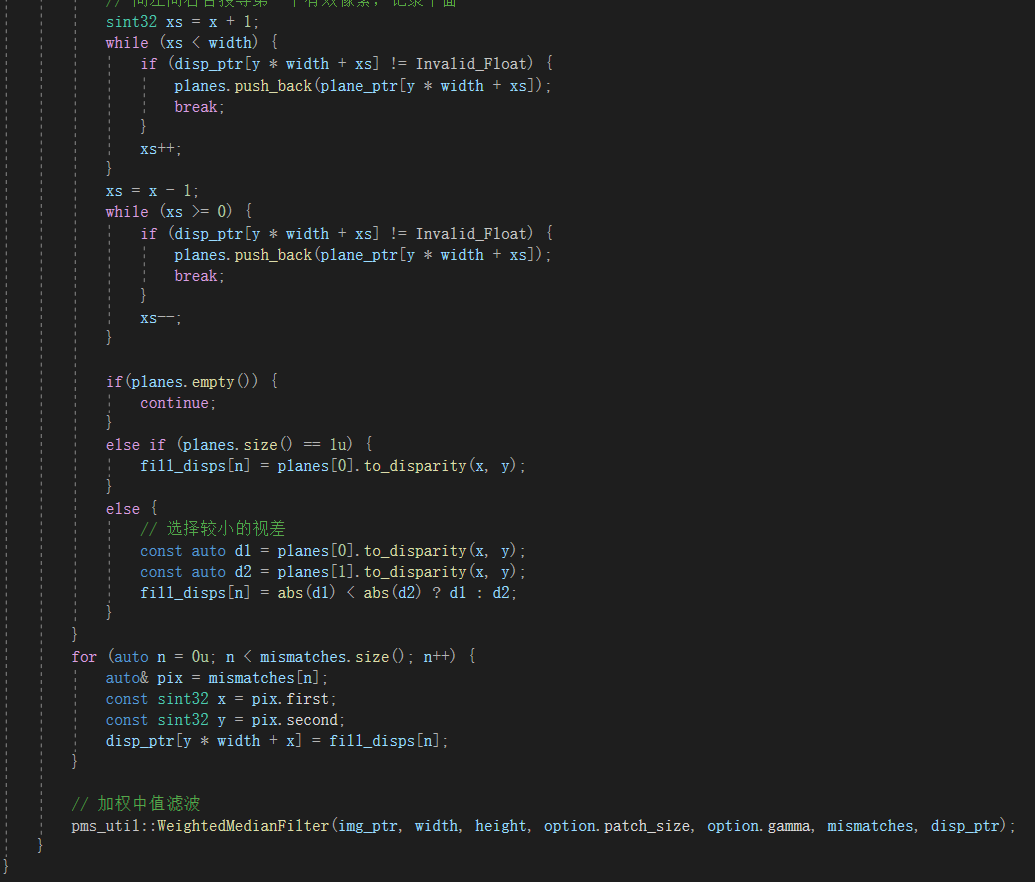 sint32 xs = x + 1;
while (xs < width) {
if (disp_ptr[y * width + xs] != Invalid_Float) {
planes.push_back(plane_ptr[y * width + xs]);
break;
}
xs++;
}
xs = x - 1;
while (xs >= 0) {
if (disp_ptr[y * width + xs] != Invalid_Float) {
planes.push_back(plane_ptr[y * width + xs]);
break;
}
xs--;
}
if(planes.empty()) {
continue;
}
else if (planes.size() == 1u) {
fill_disps[n] = planes[0].to_disparity(x, y);
}
else {
// 选择较小的视差
const auto d1 = planes[0].to_disparity(x, y);
const auto d2 = planes[1].to_disparity(x, y);
fill_disps[n] = abs(d1) < abs(d2) ? d1 : d2;
}
}
for (auto n = 0u; n < mismatches.size(); n++) {
auto& pix = mismatches[n];
const sint32 x = pix.first;
const sint32 y = pix.second;
disp_ptr[y * width + x] = fill_disps[n];
}
// 加权中值滤波
pms_util::WeightedMedianFilter(img_ptr, width, height, option.patch_size, option.gamma, mismatches, disp_ptr);
}
}